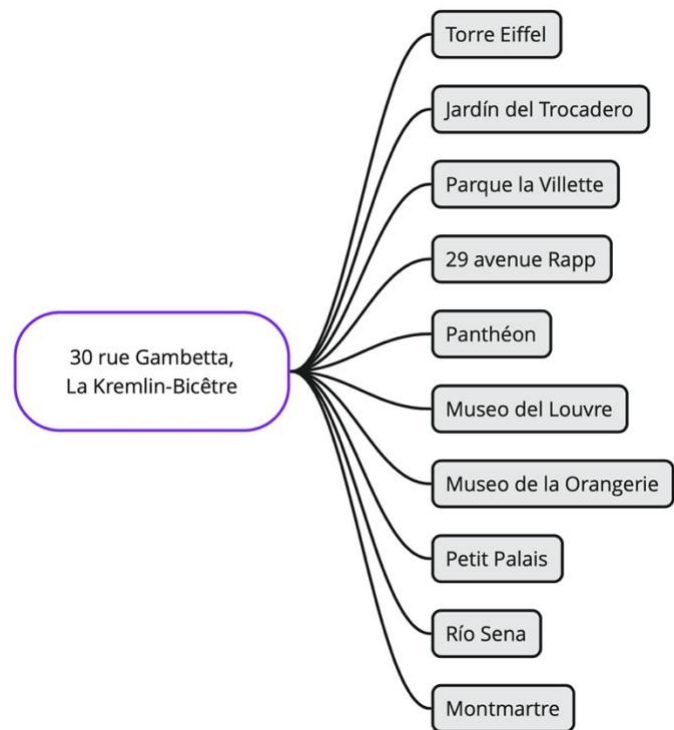 Torre Eiffel
Jardín del Trocadero
Parque la Villette
29 avenue Rapp
Panthéon
30 rue Gambetta,
La Kremlin-Bicêtre
Museo del Louvre
Museo de la Orangerie
Petit Palais
Río Sena
Montmartre